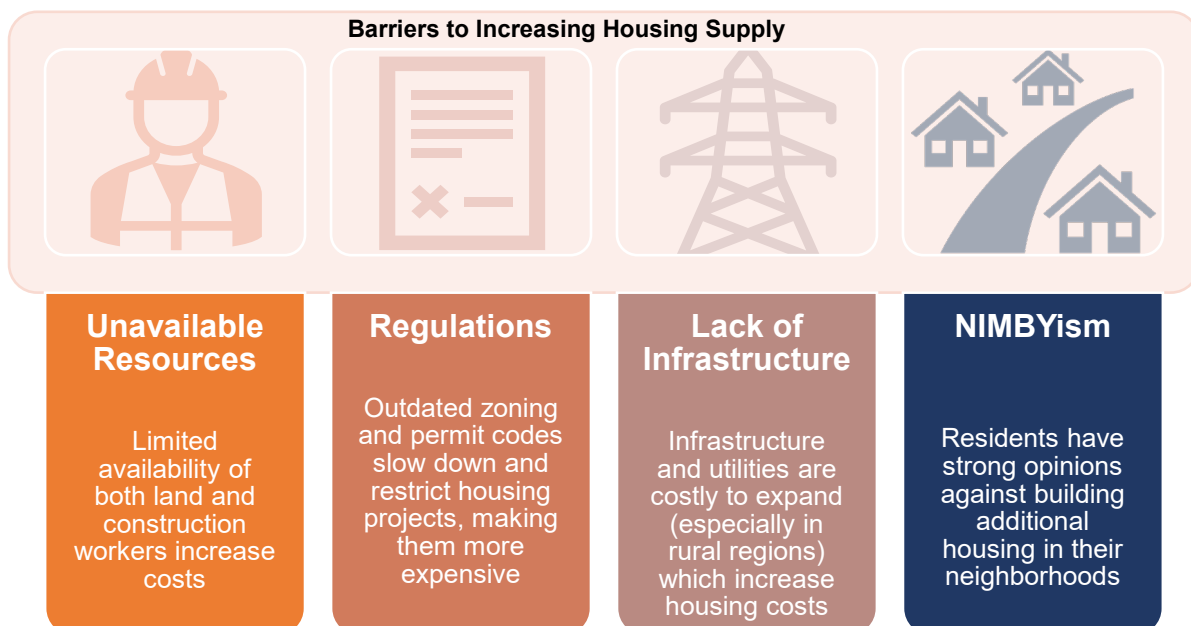 Barriers to Increasing Housing Supply
Unavailable
Resources
Limited
availability of
both land and
construction
workers increase
costs
Regulations
Outdated zoning
and permit codes
slow down and
restrict housing
projects, making
them more
expensive
Lack of
Infrastructure
Infrastructure
and utilities are
costly to expand
(especially in
rural regions)
which increase
housing costs
NIMBYism
Residents have
strong opinions
against building
additional
housing in their
neighborhoods